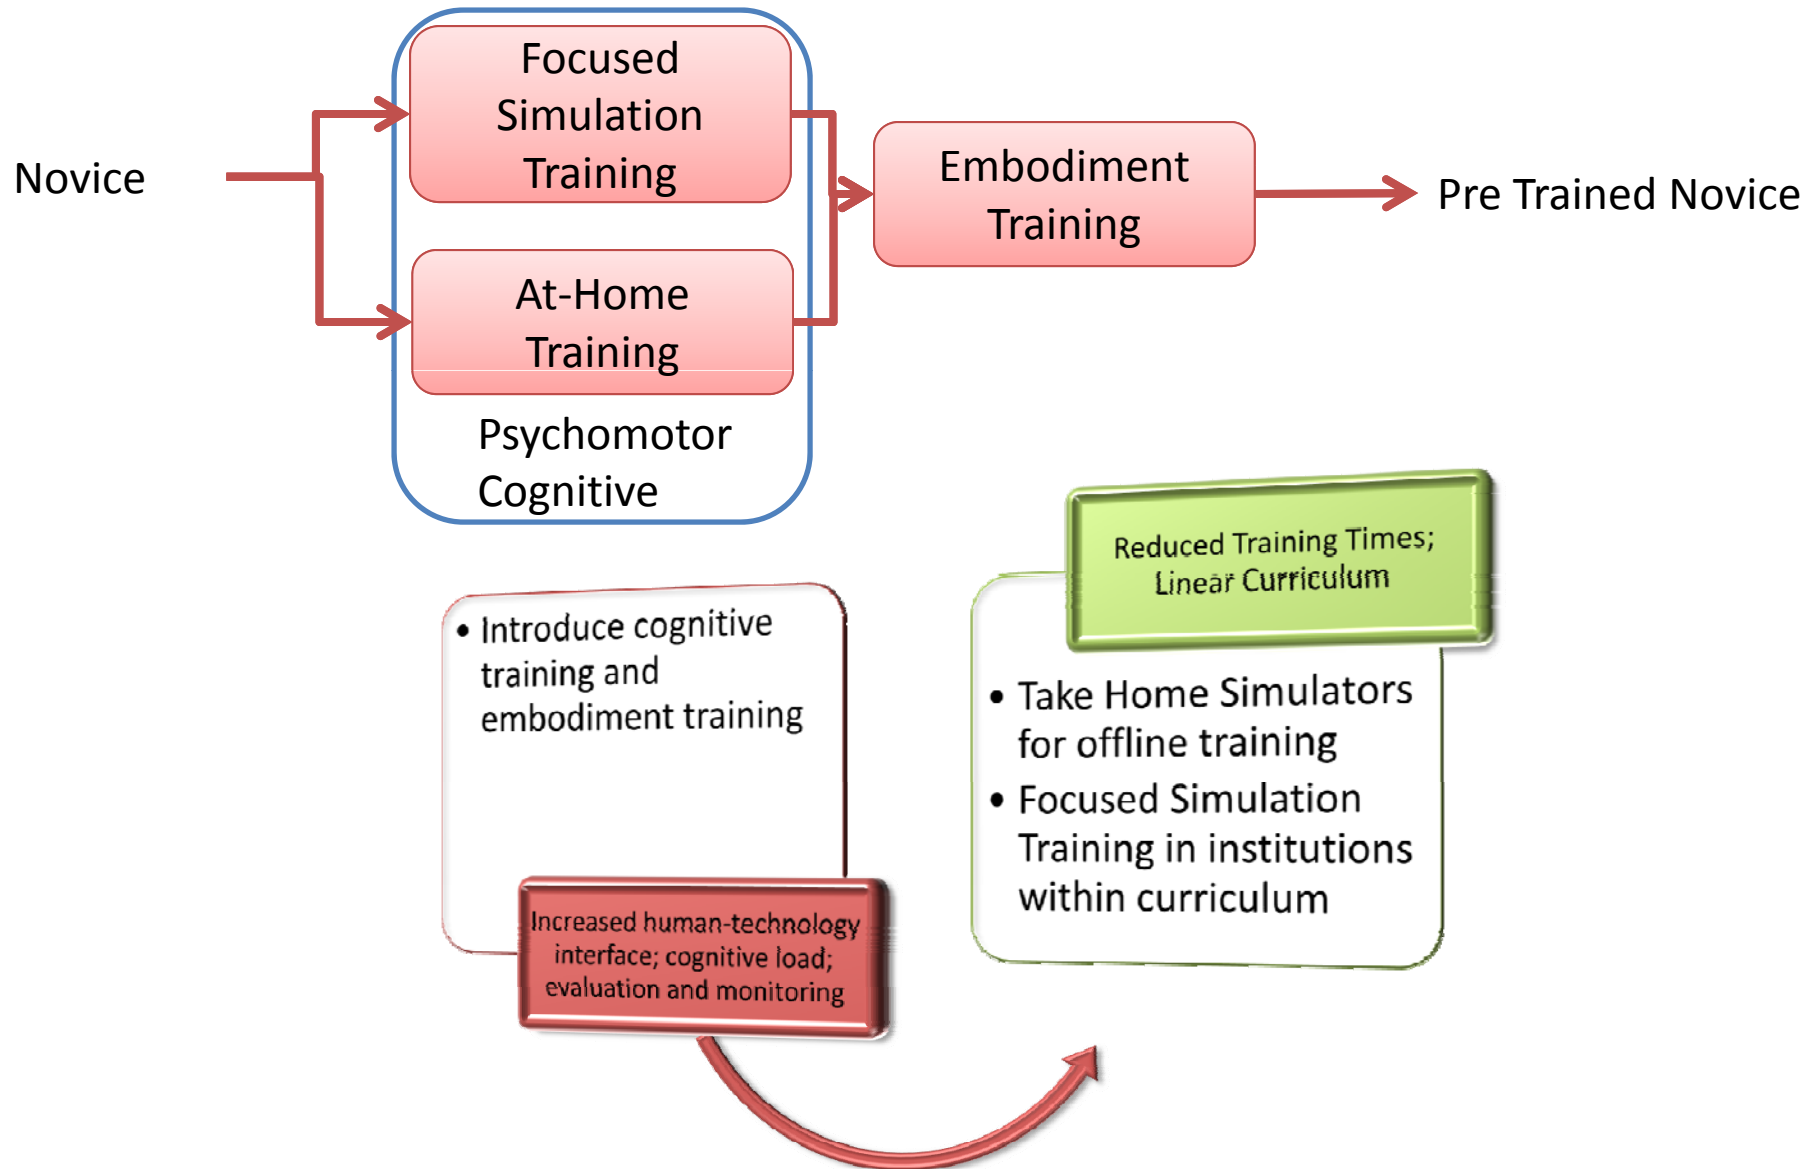 Novice
Focused
Simulation
Training
At-Home
Training
Psychomotor
Cognitive
Embodiment
Training
Pre Trained Novice
• Introduce cognitive
training and
embodiment training
Increased human-technology
interface; cognitive load;
evaluation and monitoring
Reduced Training Times;
Linear Curriculum
• Take Home Simulators
for offline training
• Focused Simulation
Training in institutions
within curriculum